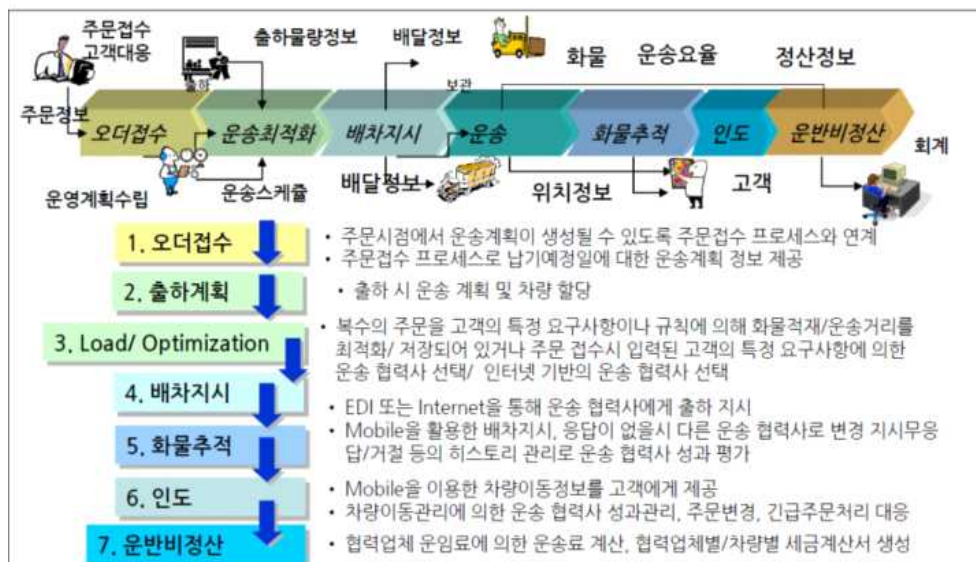 주문접수
고객대응
출하물량정보
배달정보
화물
운송요율
정산정보
출하
보관
주문정보
오더접수
운송최적화
배차지시
운송
화물추적
인도
운반비정산
회계
운영계획수립
운송스케쥴
배달정보
위치정보
고객
1. 오더접수
• 주문시점에서 운송계획이 생성될 수 있도록 주문접수 프로세스와 연계
• 주문접수 프로세스로 납기예정일에 대한 운송계획 정보 제공
2. 출하계획
• 출하 시 운송 계획 및 차량 할당
3. Load/ Optimization
• 복수의 주문을 고객의 특정 요구사항이나 규칙에 의해 화물적재/운송거리를
최적화/ 저장되어 있거나 주문 접수시 입력된 고객의 특정 요구사항에 의한
운송 협력사 선택/ 인터넷 기반의 운송 협력사 선택
4. 배차지시
• EDI 또는 Internet을 통해 운송 협력사에게 출하 지시
• Mobile을 활용한 배차지시, 응답이 없을시 다른 운송 협력사로 변경 지시무응
답/거절 등의 히스토리 관리로 운송 협력사 성과 평가
5. 화물추적
6. 인도
• Mobile을 이용한 차량이동정보를 고객에게 제공
• 차량이동관리에 의한 운송 협력사 성과관리, 주문변경, 긴급주문처리 대응
7. 운반비정산
• 협력업체 운임료에 의한 운송료 계산, 협력업체별/차량별 세금계산서 생성